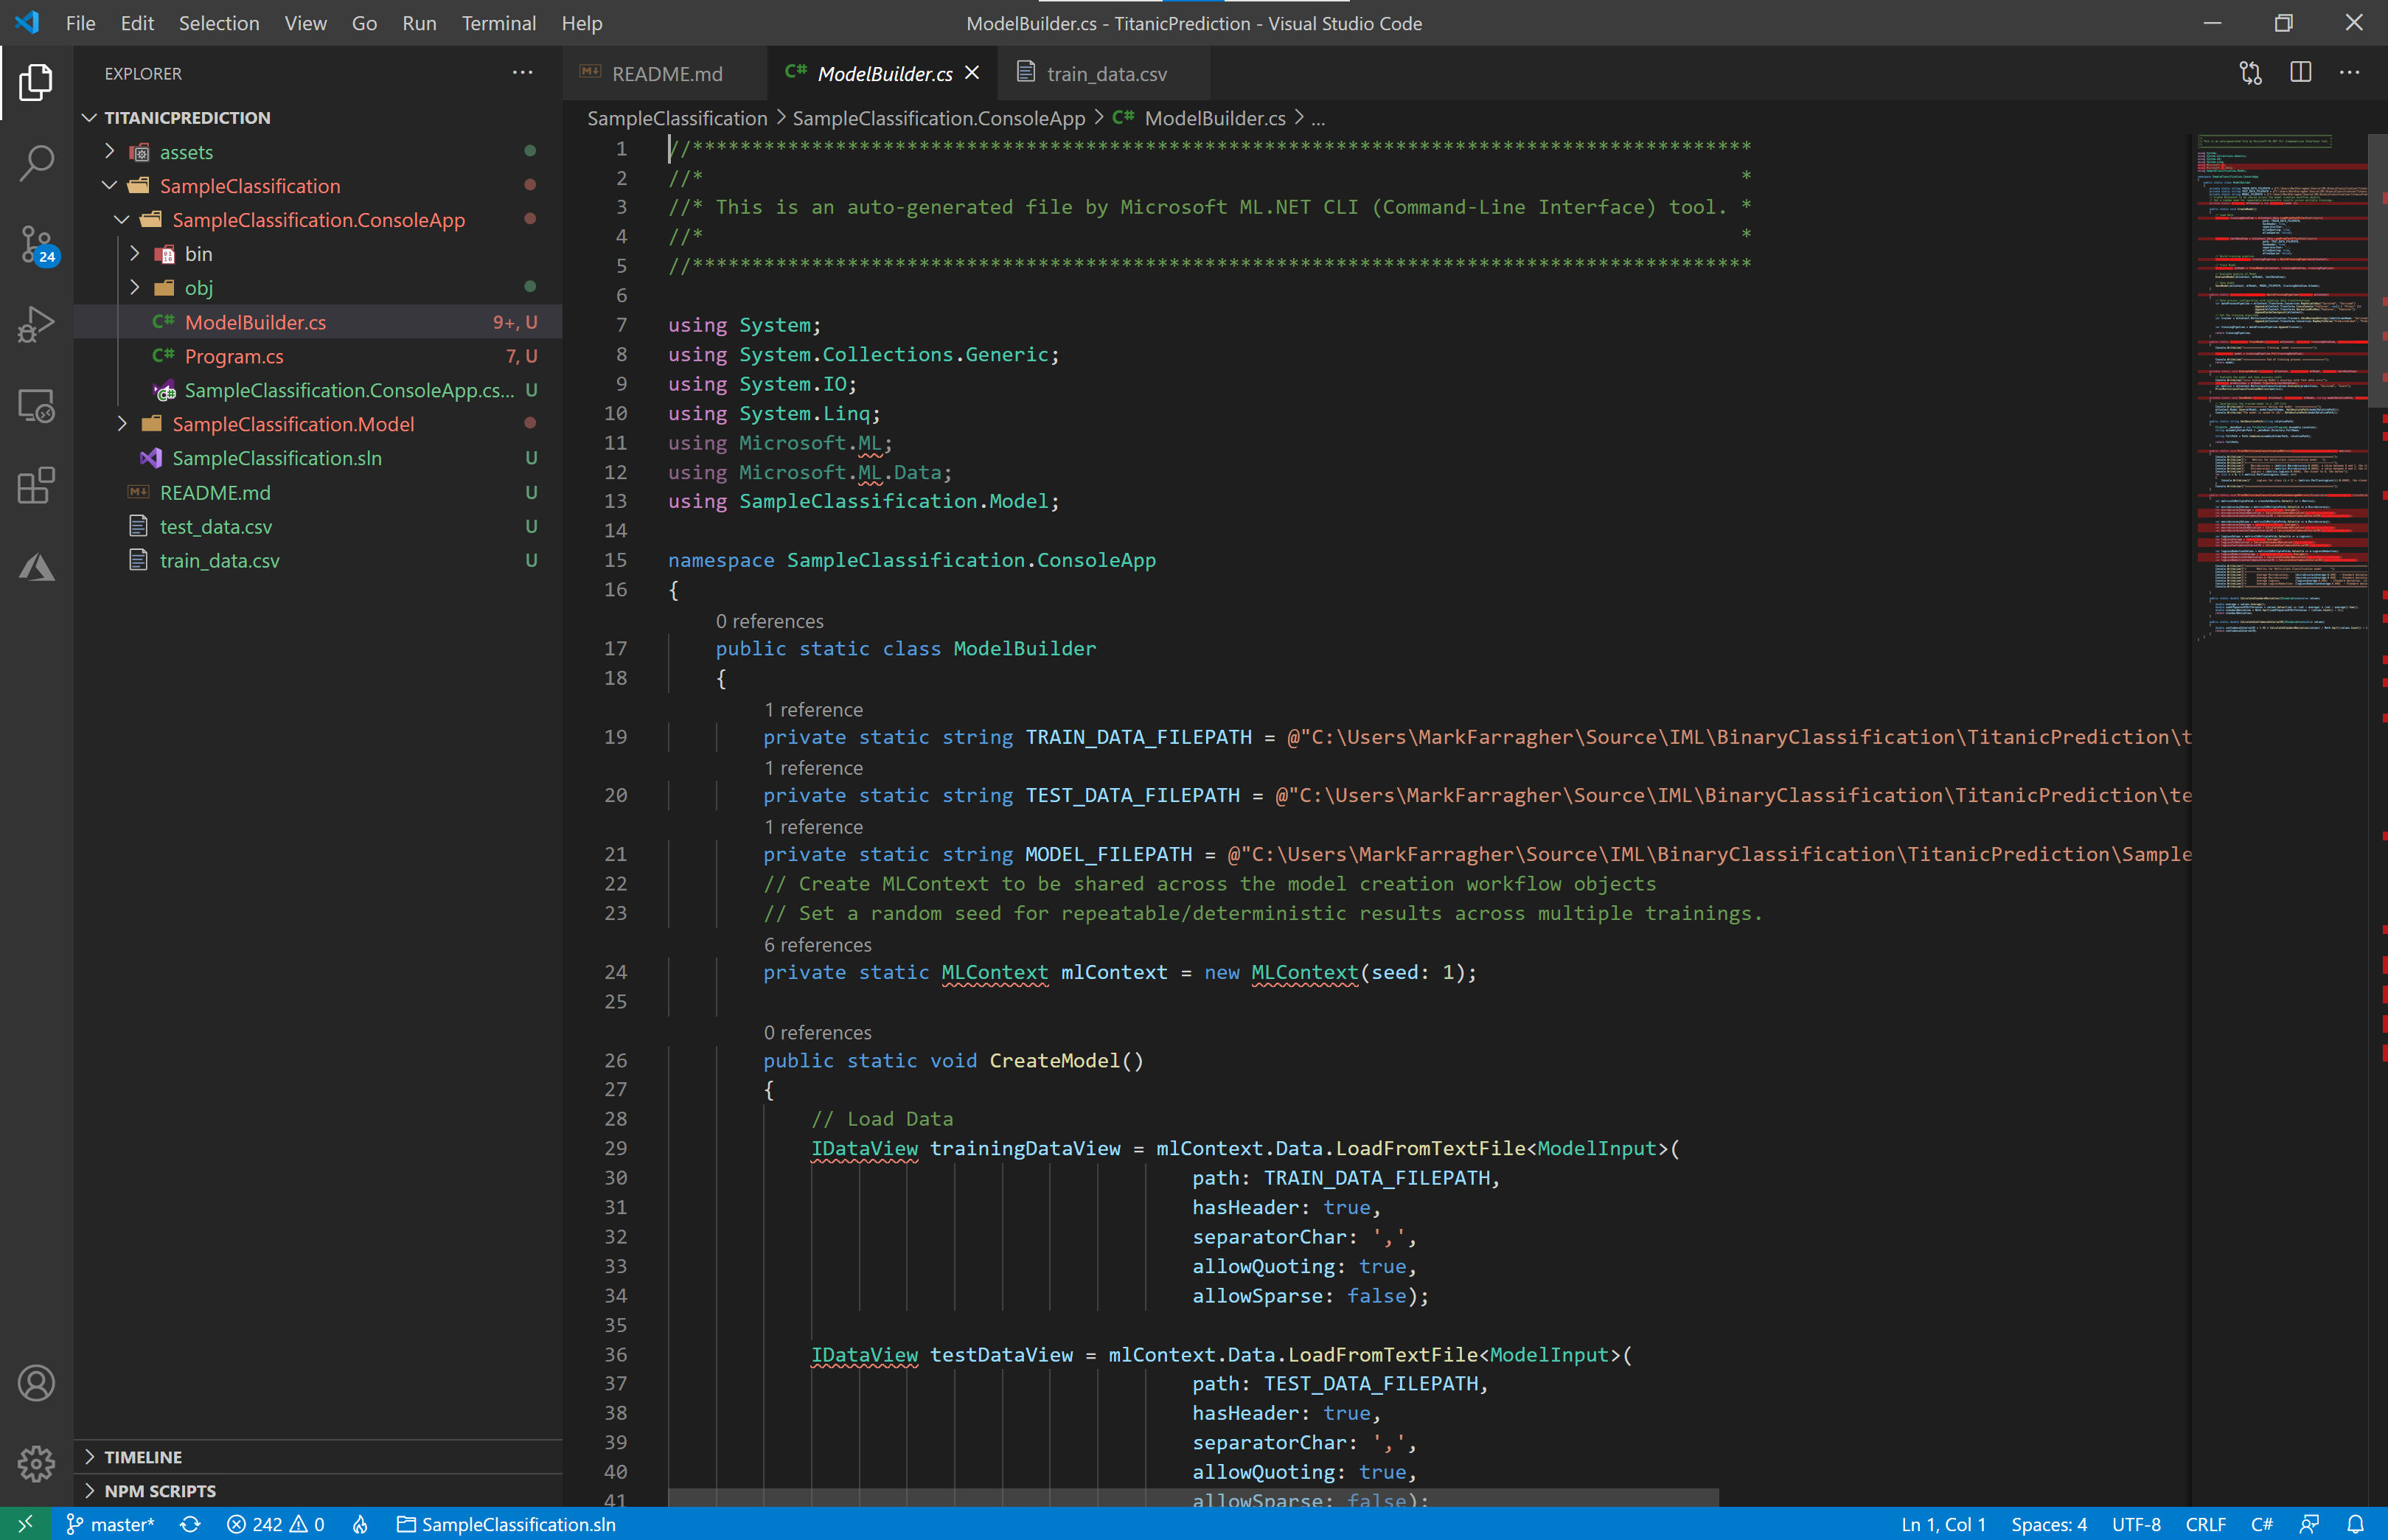 File Edit Selection View Go Run Terminal Help
ModelBuilder.cs - TitanicPrediction - Visual Studio Code
EXPLORER
TITANICPREDICTION
assets
SampleClassification
SampleClassification.ConsoleApp
bin
obj
ModelBuilder.cs 9+, U
Program.cs 7, U
SampleClassification.ConsoleApp.cs... U
SampleClassification.Model
SampleClassification.sln U
README.md U
test_data.csv U
train_data.csv U
24
TIMELINE
NPM SCRIPTS
README.md
C# ModelBuilder.cs
train_data.csv
SampleClassification > SampleClassification.ConsoleApp > C# ModelBuilder.cs > ...
1 //*****************************************************************************************
2 //* *
3 //* This is an auto-generated file by Microsoft ML.NET CLI (Command-Line Interface) tool. *
4 //* *
5 //*****************************************************************************************
6
7 using System;
8 using System.Collections.Generic;
9 using System.IO;
10 using System.Linq;
11 using Microsoft.ML;
12 using Microsoft.ML.Data;
13 using SampleClassification.Model;
14
15 namespace SampleClassification.ConsoleApp
16 {
0 references
17 public static class ModelBuilder
18 {
1 reference
19 private static string TRAIN_DATA_FILEPATH = @"C:\Users\MarkFarragher\Source\IML\BinaryClassification\TitanicPrediction\t
1 reference
20 private static string TEST_DATA_FILEPATH = @"C:\Users\MarkFarragher\Source\IML\BinaryClassification\TitanicPrediction\te
1 reference
21 private static string MODEL_FILEPATH = @"C:\Users\MarkFarragher\Source\IML\BinaryClassification\TitanicPrediction\Sample
22 // Create MLContext to be shared across the model creation workflow objects
23 // Set a random seed for repeatable/deterministic results across multiple trainings.
6 references
24 private static MLContext mlContext = new MLContext(seed: 1);
25
0 references
26 public static void CreateModel()
27 {
28 // Load Data
29 IDataView trainingDataView = mlContext.Data.LoadFromTextFile<ModelInput>(
30 path: TRAIN_DATA_FILEPATH,
31 hasHeader: true,
32 separatorChar: ',',
33 allowQuoting: true,
34 allowSparse: false);
35
36 IDataView testDataView = mlContext.Data.LoadFromTextFile<ModelInput>(
37 path: TEST_DATA_FILEPATH,
38 hasHeader: true,
39 separatorChar: ',',
40 allowQuoting: true,
41 allowSparse: false);
master* 242 0 SampleClassification.sln
Ln 1, Col 1 Spaces: 4 UTF-8 CRLF C#